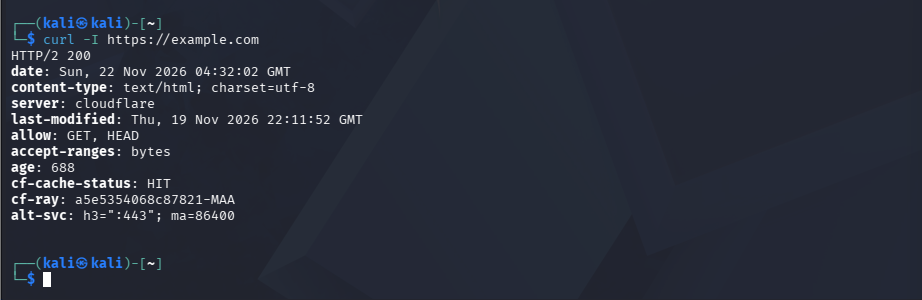 ┌──(kali㉿kali)-[~]
└─$ curl -I https://example.com
HTTP/2 200
date: Sun, 22 Nov 2026 04:32:02 GMT
content-type: text/html; charset=utf-8
server: cloudflare
last-modified: Thu, 19 Nov 2026 22:11:52 GMT
allow: GET, HEAD
accept-ranges: bytes
age: 688
cf-cache-status: HIT
cf-ray: a5e5354068c87821-MAA
alt-svc: h3=":443"; ma=86400
┌──(kali㉿kali)-[~]
└─$